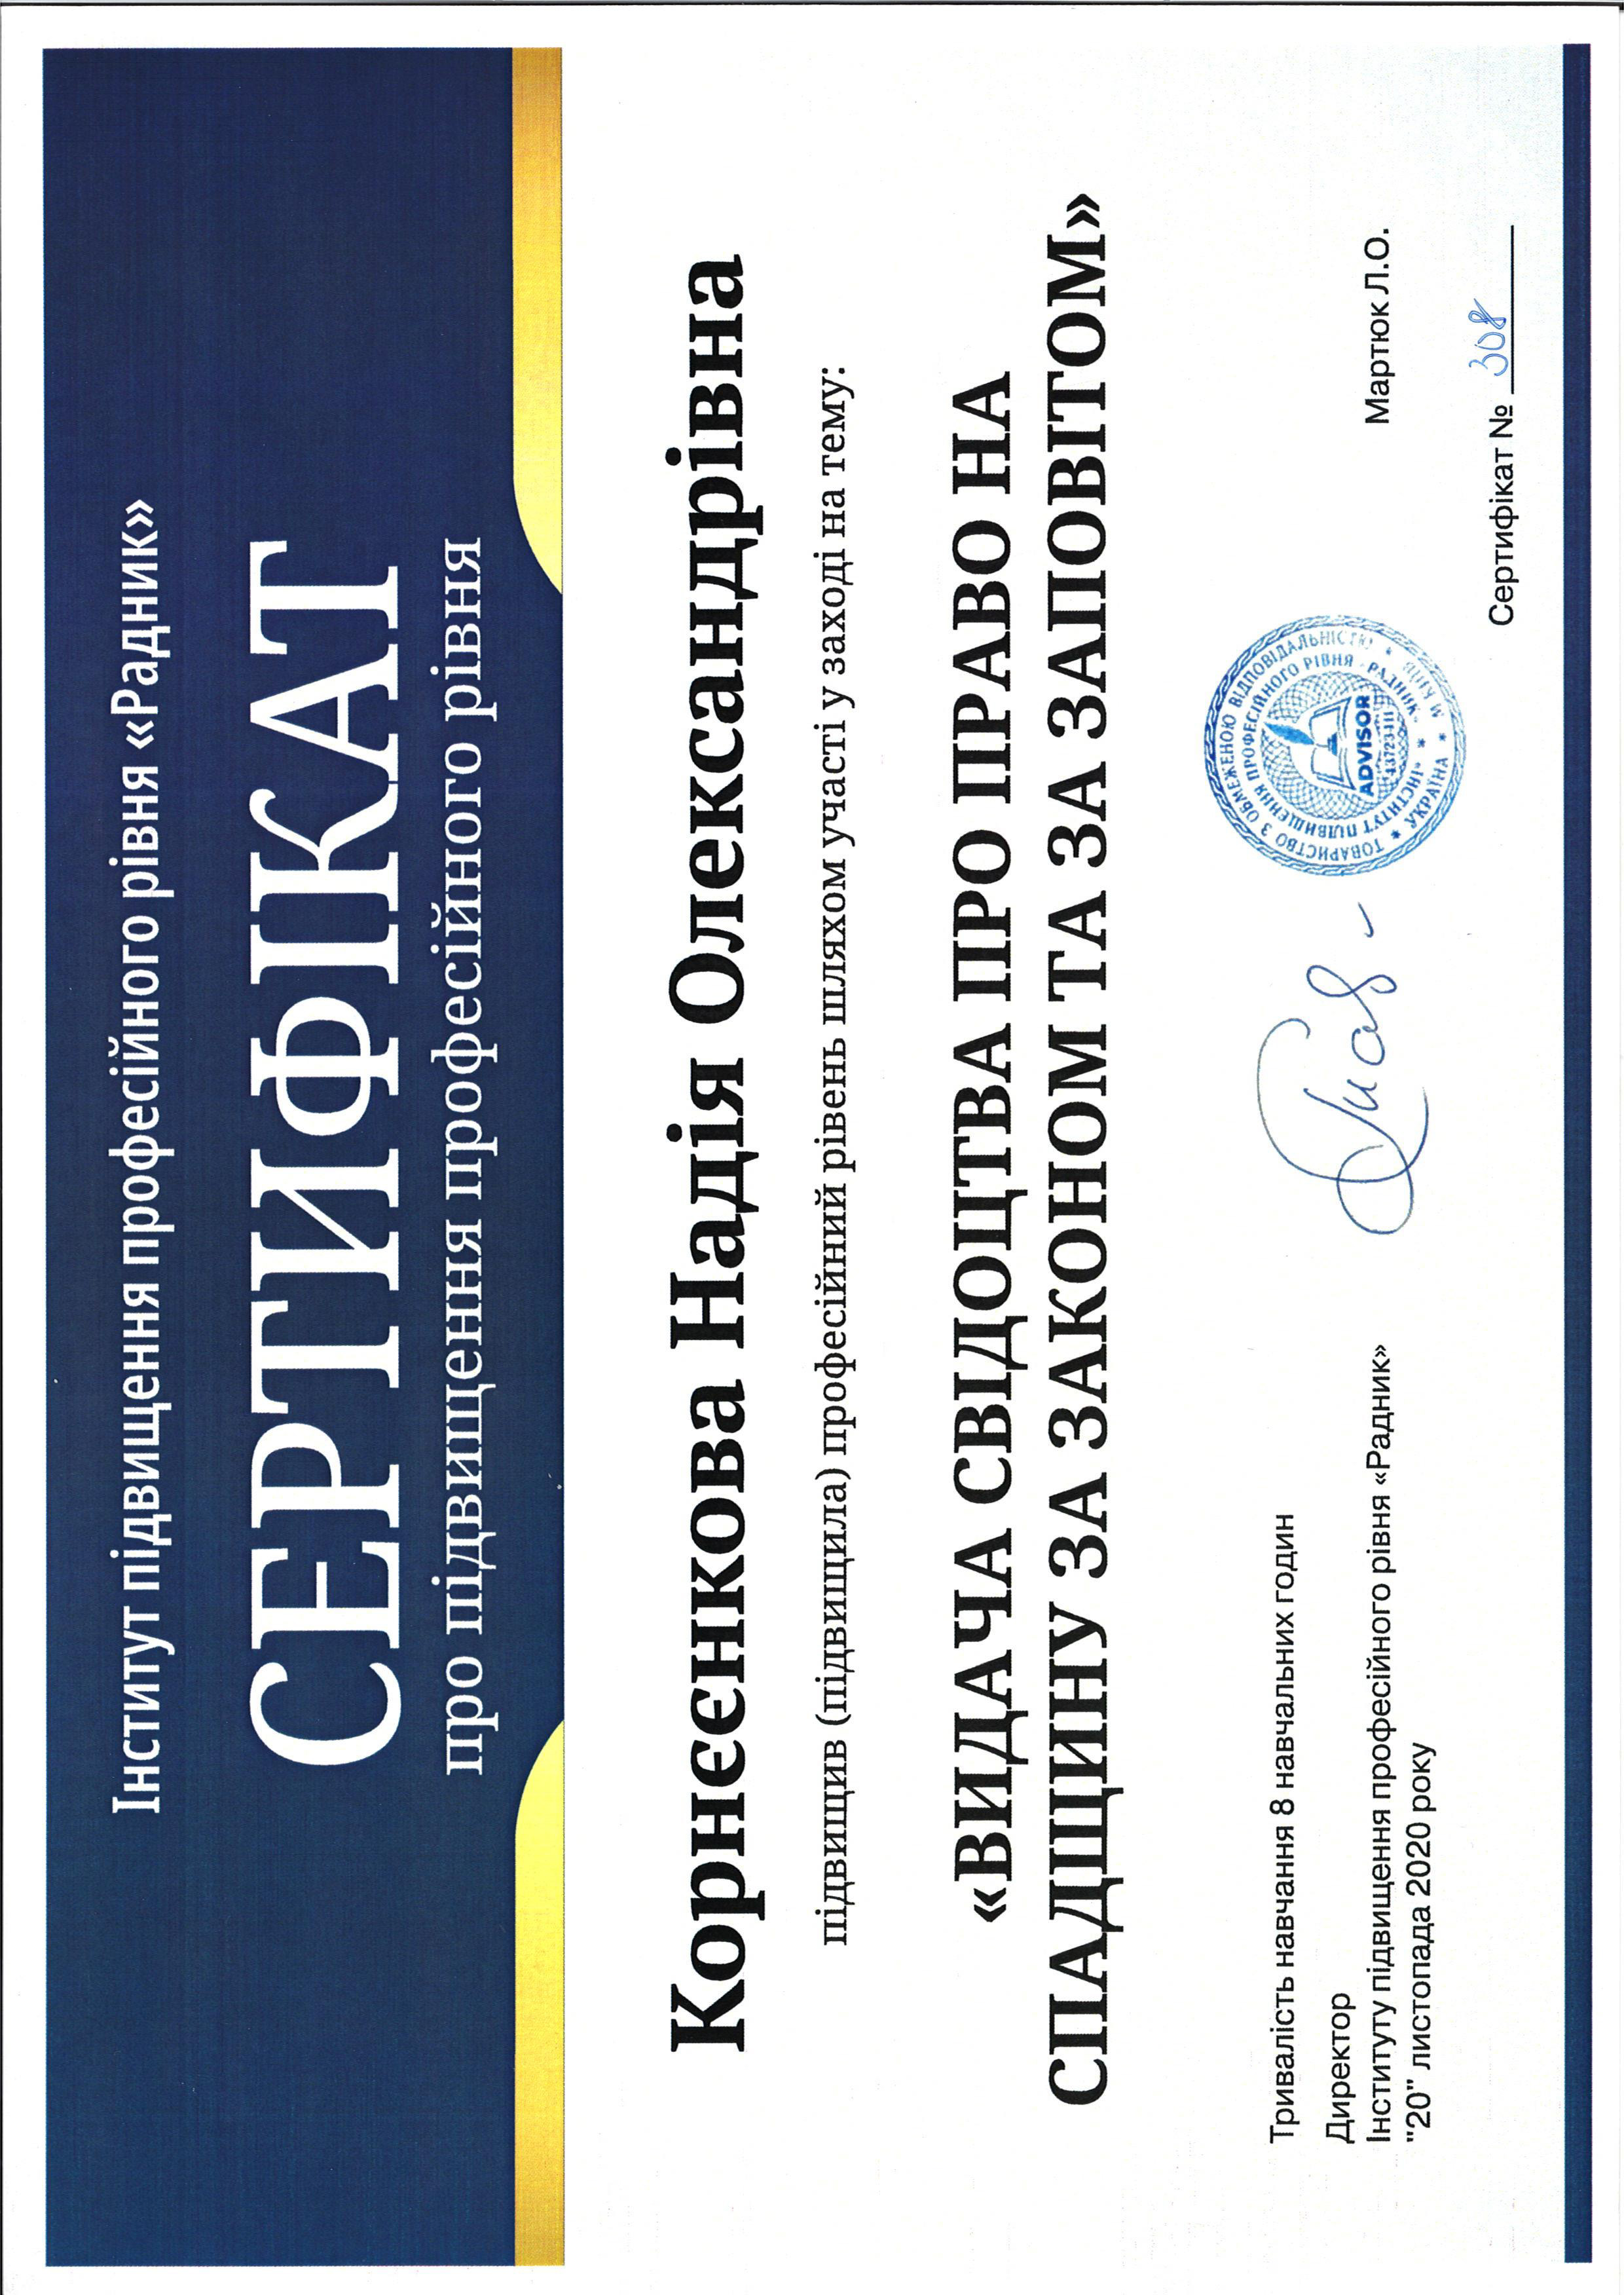 Інститут підвищення професійного рівня «Радник»
СЕРТИФІКАТ
про підвищення професійного рівня
Корнєєнкова Надія Олександрівна
підвищив (підвищила) професійний рівень шляхом участі у заході на тему:
«ВИДАЧА СВІДОЦТВА ПРО ПРАВО НА
СПАДЩИНУ ЗА ЗАКОНОМ ТА ЗА ЗАПОВІТОМ»
Тривалість навчання 8 навчальних годин
Директор
Інституту підвищення професійного рівня «Радник»
"20" листопада 2020 року
ТОВАРИСТВО З ОБМЕЖЕНОЮ ВІДПОВІДАЛЬНІСТЮ
"ІНСТИТУТ ПІДВИЩЕННЯ ПРОФЕСІЙНОГО РІВНЯ "РАДНИК"
ADVISOR
43723411
УКРАЇНА * М КИЇВ
Мартюк Л.О.
Сертифікат № 308